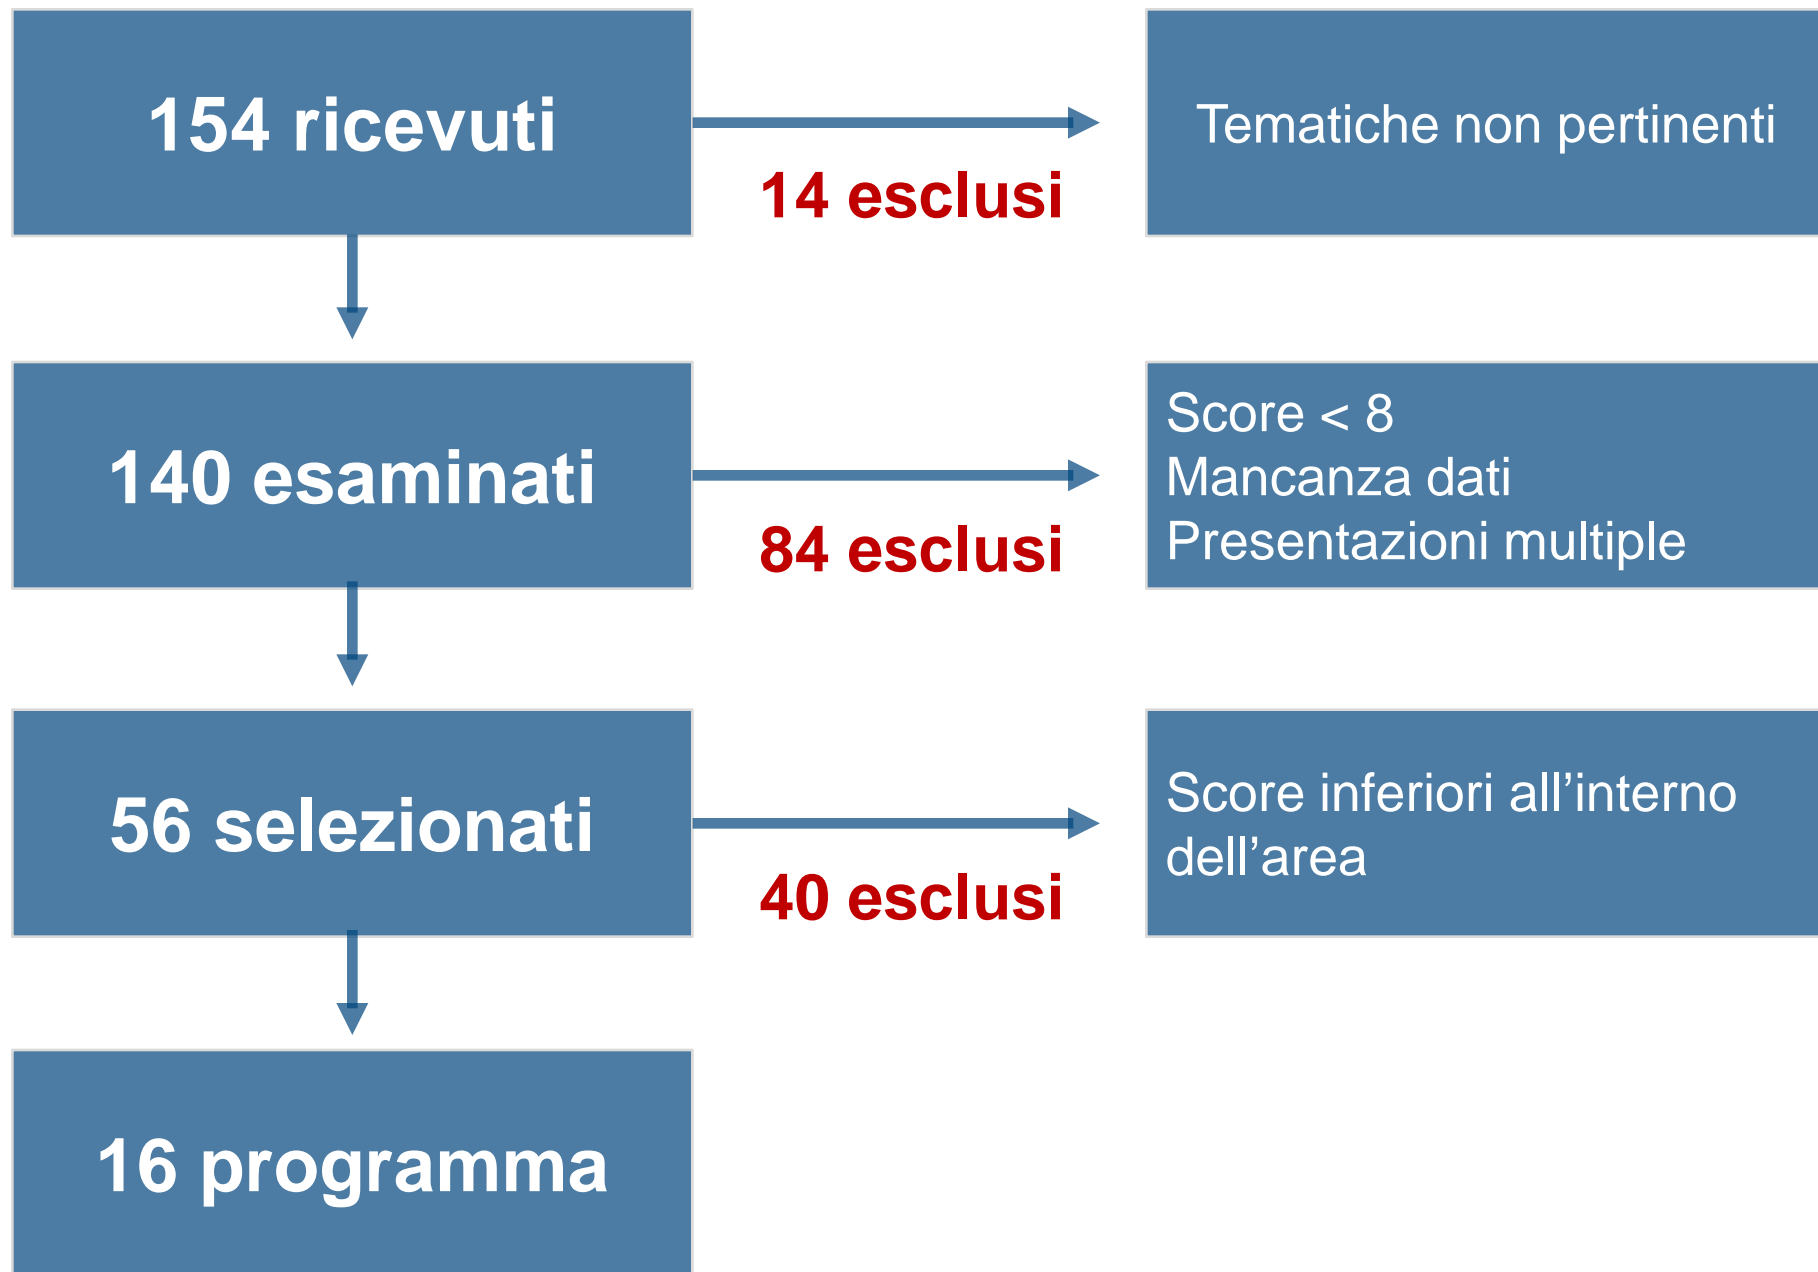 154 ricevuti
14 esclusi
Tematiche non pertinenti
140 esaminati
84 esclusi
Score < 8
Mancanza dati
Presentazioni multiple
56 selezionati
40 esclusi
Score inferiori all’interno
dell’area
16 programma